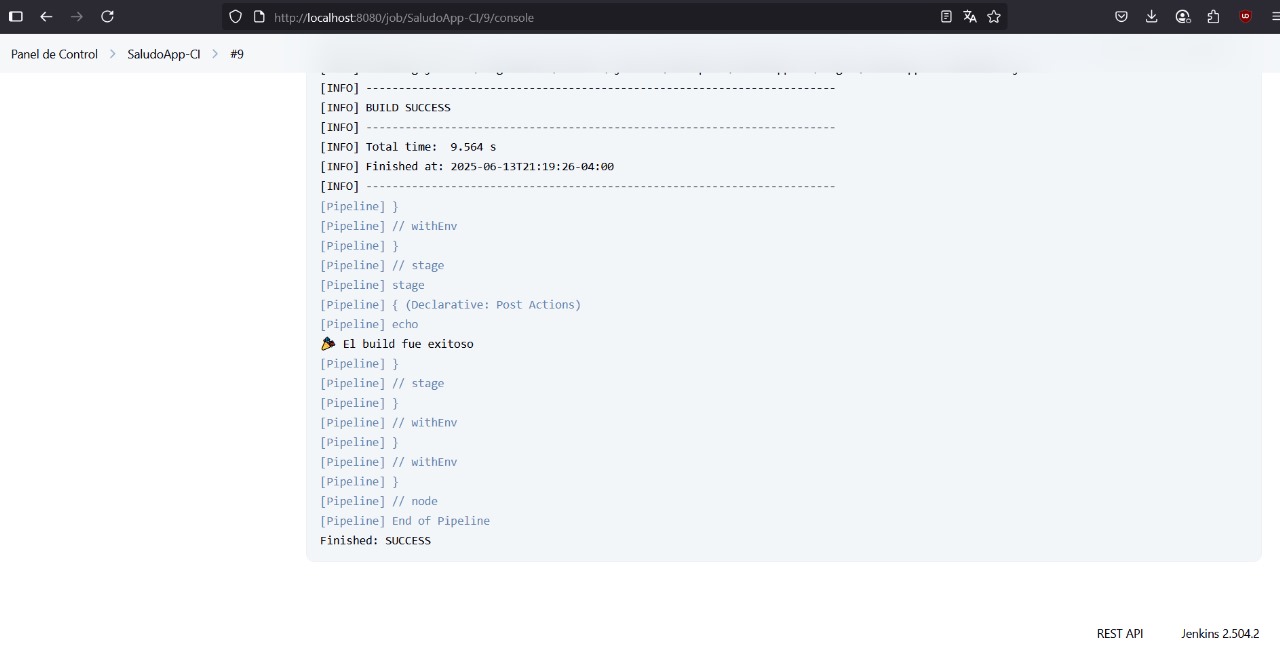 http://localhost:8080/job/SaludoApp-CI/9/console
Panel de Control > SaludoApp-CI > #9
[INFO] ------------------------------------------------------------------------
[INFO] BUILD SUCCESS
[INFO] ------------------------------------------------------------------------
[INFO] Total time:  9.564 s
[INFO] Finished at: 2025-06-13T21:19:26-04:00
[INFO] ------------------------------------------------------------------------
[Pipeline] }
[Pipeline] // withEnv
[Pipeline] }
[Pipeline] // stage
[Pipeline] stage
[Pipeline] { (Declarative: Post Actions)
[Pipeline] echo
🎉 El build fue exitoso
[Pipeline] }
[Pipeline] // stage
[Pipeline] }
[Pipeline] // withEnv
[Pipeline] }
[Pipeline] // withEnv
[Pipeline] }
[Pipeline] // node
[Pipeline] End of Pipeline
Finished: SUCCESS
REST API
Jenkins 2.504.2